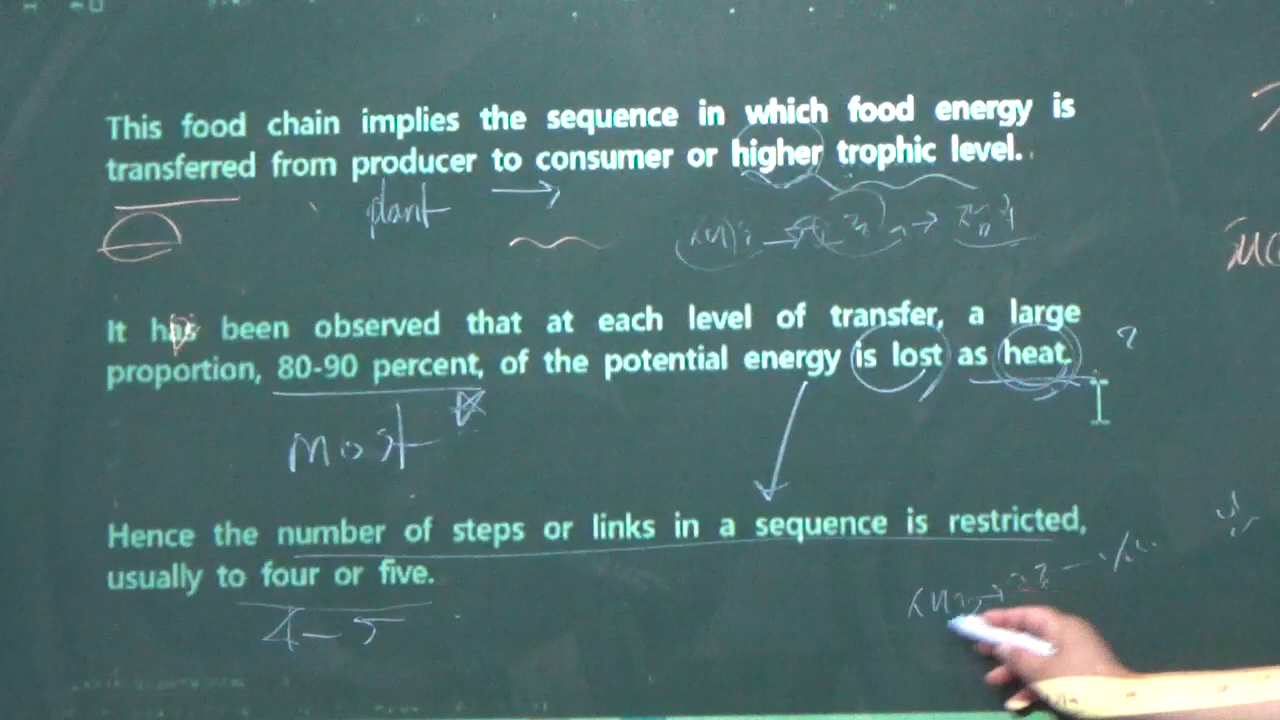 This food chain implies the sequence in which food energy is
transferred from producer to consumer or higher trophic level.
plant
It has been observed that at each level of transfer, a large
proportion, 80-90 percent, of the potential energy is lost as heat.
?
most
Hence the number of steps or links in a sequence is restricted,
usually to four or five.
4-5